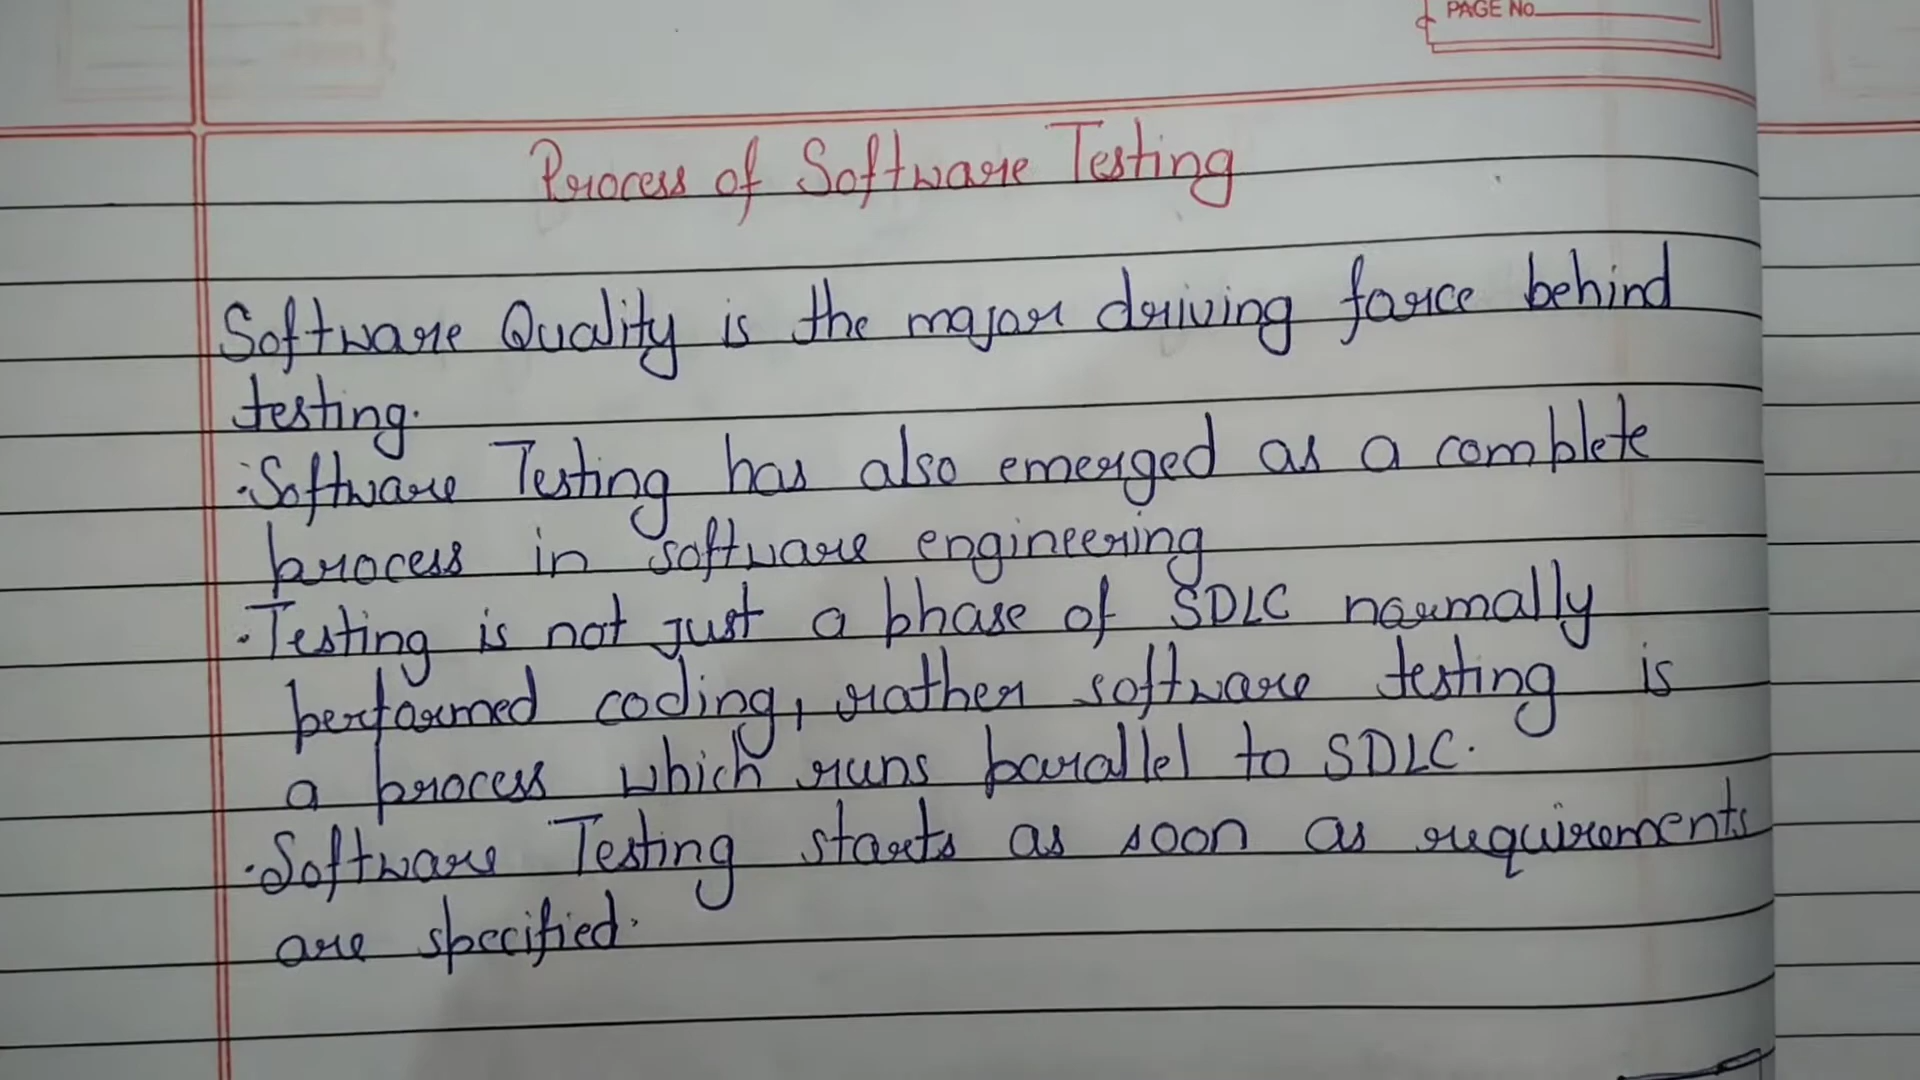 PAGE No.
Process of Software Testing
Software Quality is the major driving force behind
testing.
· Software Testing has also emerged as a complete
process in software engineering
· Testing is not just a phase of SDLC normally
performed coding, rather software testing is
a process which runs parallel to SDLC.
· Software Testing starts as soon as requirements
are specified.